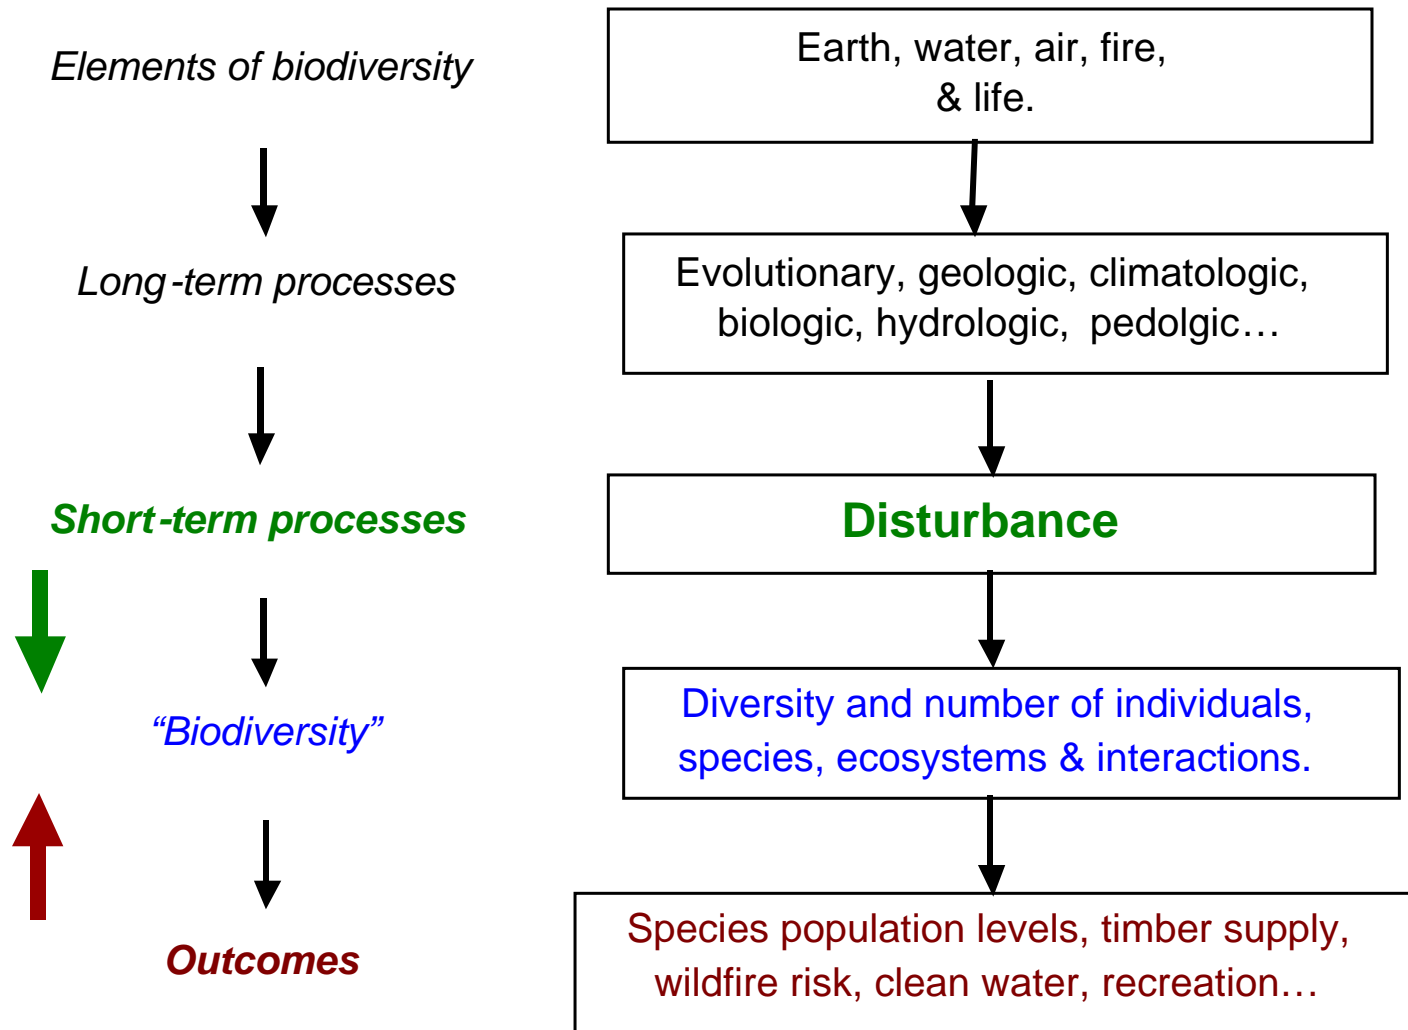 Elements of biodiversity
Earth, water, air, fire,
& life.
Long-term processes
Evolutionary, geologic, climatologic,
biologic, hydrologic, pedolgic…
Short-term processes
Disturbance
“Biodiversity”
Diversity and number of individuals,
species, ecosystems & interactions.
Outcomes
Species population levels, timber supply,
wildfire risk, clean water, recreation…